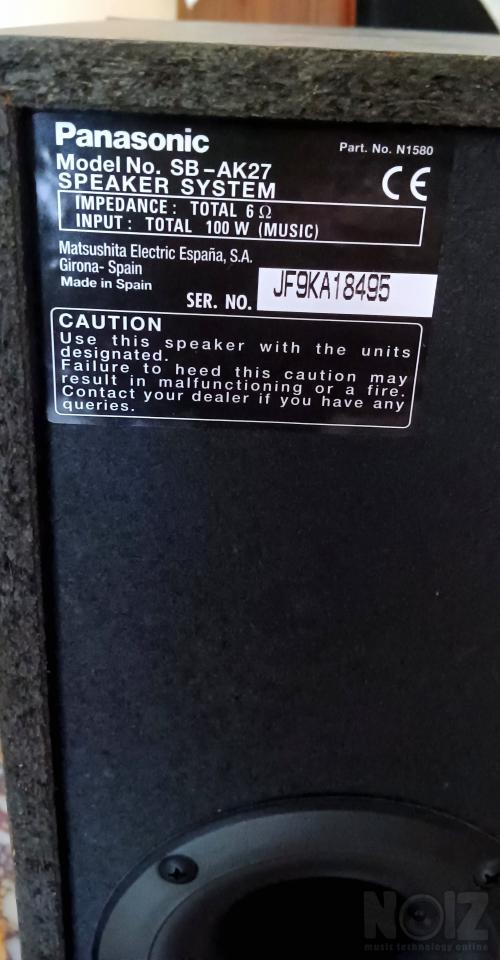 Panasonic
Part. No. N1580
Model No. SB-AK27
CE
SPEAKER SYSTEM
IMPEDANCE: TOTAL 6 Ω
INPUT: TOTAL 100 W (MUSIC)
Matsushita Electric España, S.A.
Girona- Spain
Made in Spain
SER. NO. JF9KA18495
CAUTION
Use this speaker with the units
designated.
Failure to heed this caution may
result in malfunctioning or a fire.
Contact your dealer if you have any
queries.
NOIZ
music technology online